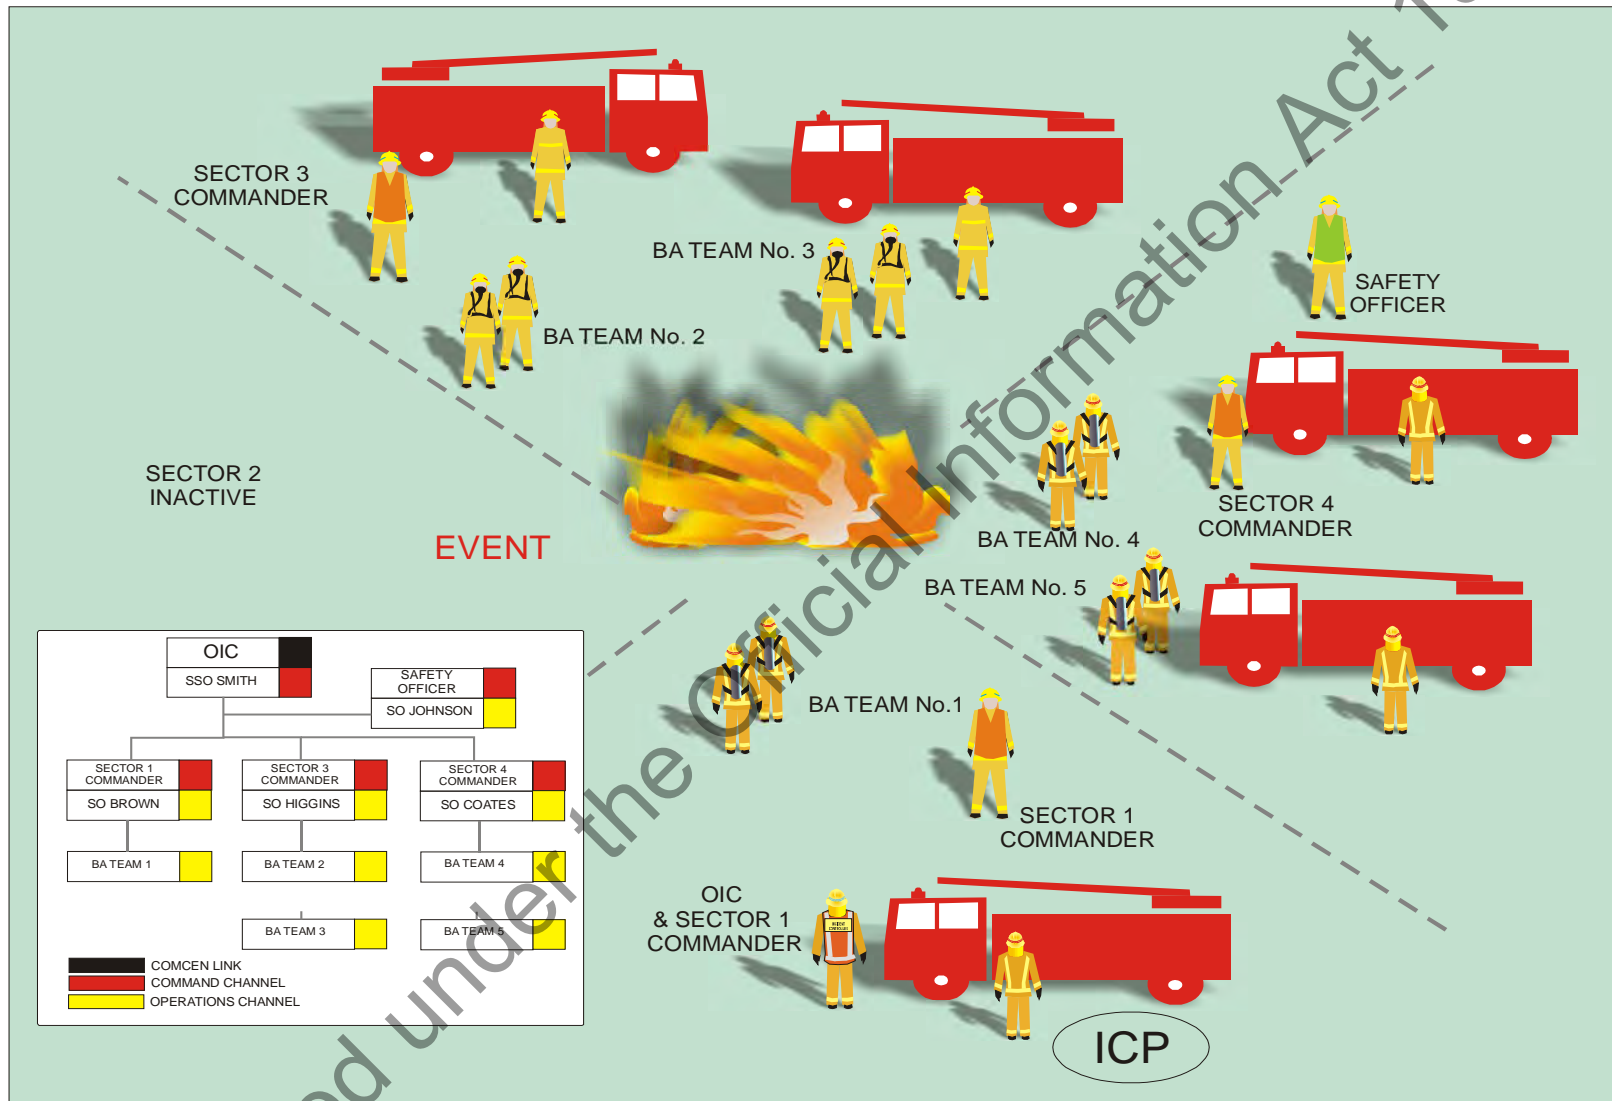 SECTOR 3
COMMANDER
BA TEAM No. 3
BA TEAM No. 2
SAFETY
OFFICER
SECTOR 2
INACTIVE
EVENT
SECTOR 4
COMMANDER
BA TEAM No. 4
BA TEAM No. 5
BA TEAM No.1
SECTOR 1
COMMANDER
OIC
& SECTOR 1
COMMANDER
ICP
OIC
SSO SMITH
SAFETY
OFFICER
SO JOHNSON
SECTOR 1
COMMANDER
SO BROWN
SECTOR 3
COMMANDER
SO HIGGINS
SECTOR 4
COMMANDER
SO COATES
BA TEAM 1
BA TEAM 2
BA TEAM 4
BA TEAM 3
BA TEAM 5
COMCEN LINK
COMMAND CHANNEL
OPERATIONS CHANNEL
under the Official Information Act